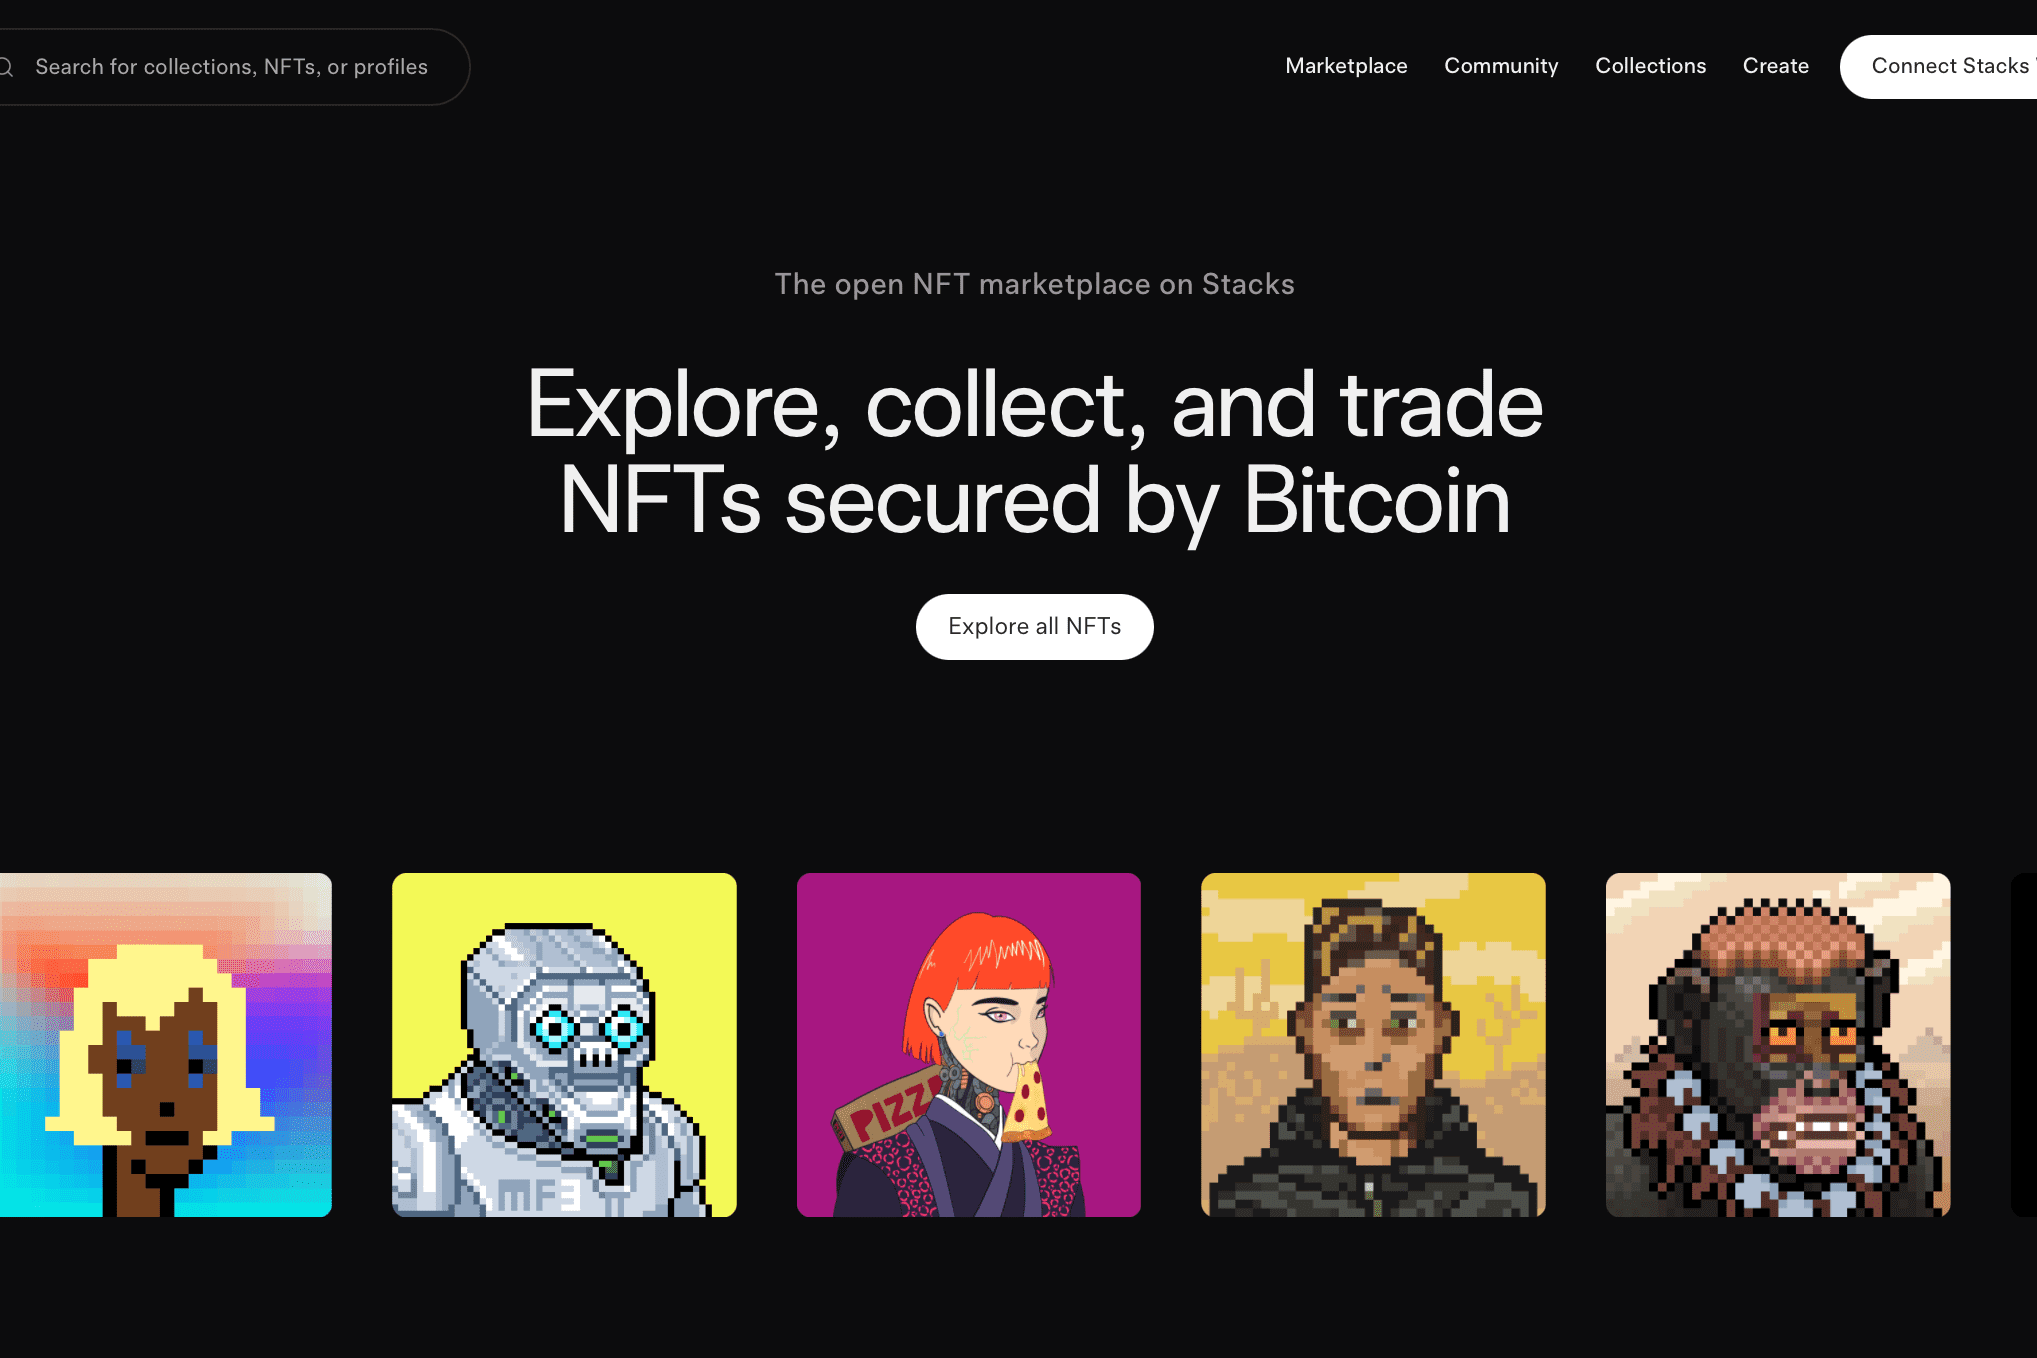 Search for collections, NFTs, or profiles
Marketplace
Community
Collections
Create
Connect Stacks
The open NFT marketplace on Stacks
Explore, collect, and trade
NFTs secured by Bitcoin
Explore all NFTs
MF3
PIZZ